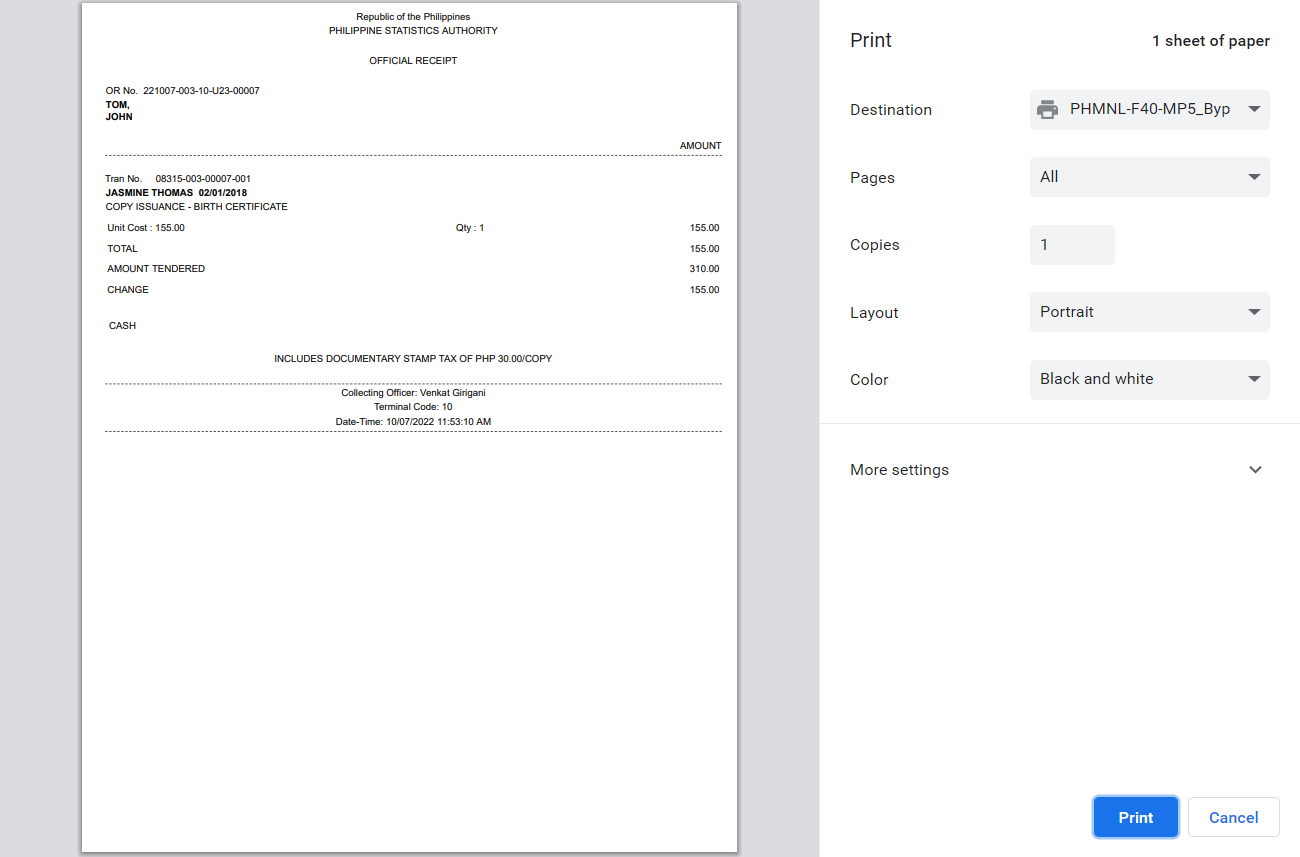 Republic of the Philippines
PHILIPPINE STATISTICS AUTHORITY
OFFICIAL RECEIPT
OR No. 221007-003-10-U23-00007
TOM,
JOHN
AMOUNT
Tran No. 08315-003-00007-001
JASMINE THOMAS 02/01/2018
COPY ISSUANCE - BIRTH CERTIFICATE
Unit Cost : 155.00 Qty : 1 155.00
TOTAL 155.00
AMOUNT TENDERED 310.00
CHANGE 155.00
CASH
INCLUDES DOCUMENTARY STAMP TAX OF PHP 30.00/COPY
Collecting Officer: Venkat Girigani
Terminal Code: 10
Date-Time: 10/07/2022 11:53:10 AM
Print 1 sheet of paper
Destination PHMNL-F40-MP5_Byp
Pages All
Copies 1
Layout Portrait
Color Black and white
More settings
Print Cancel